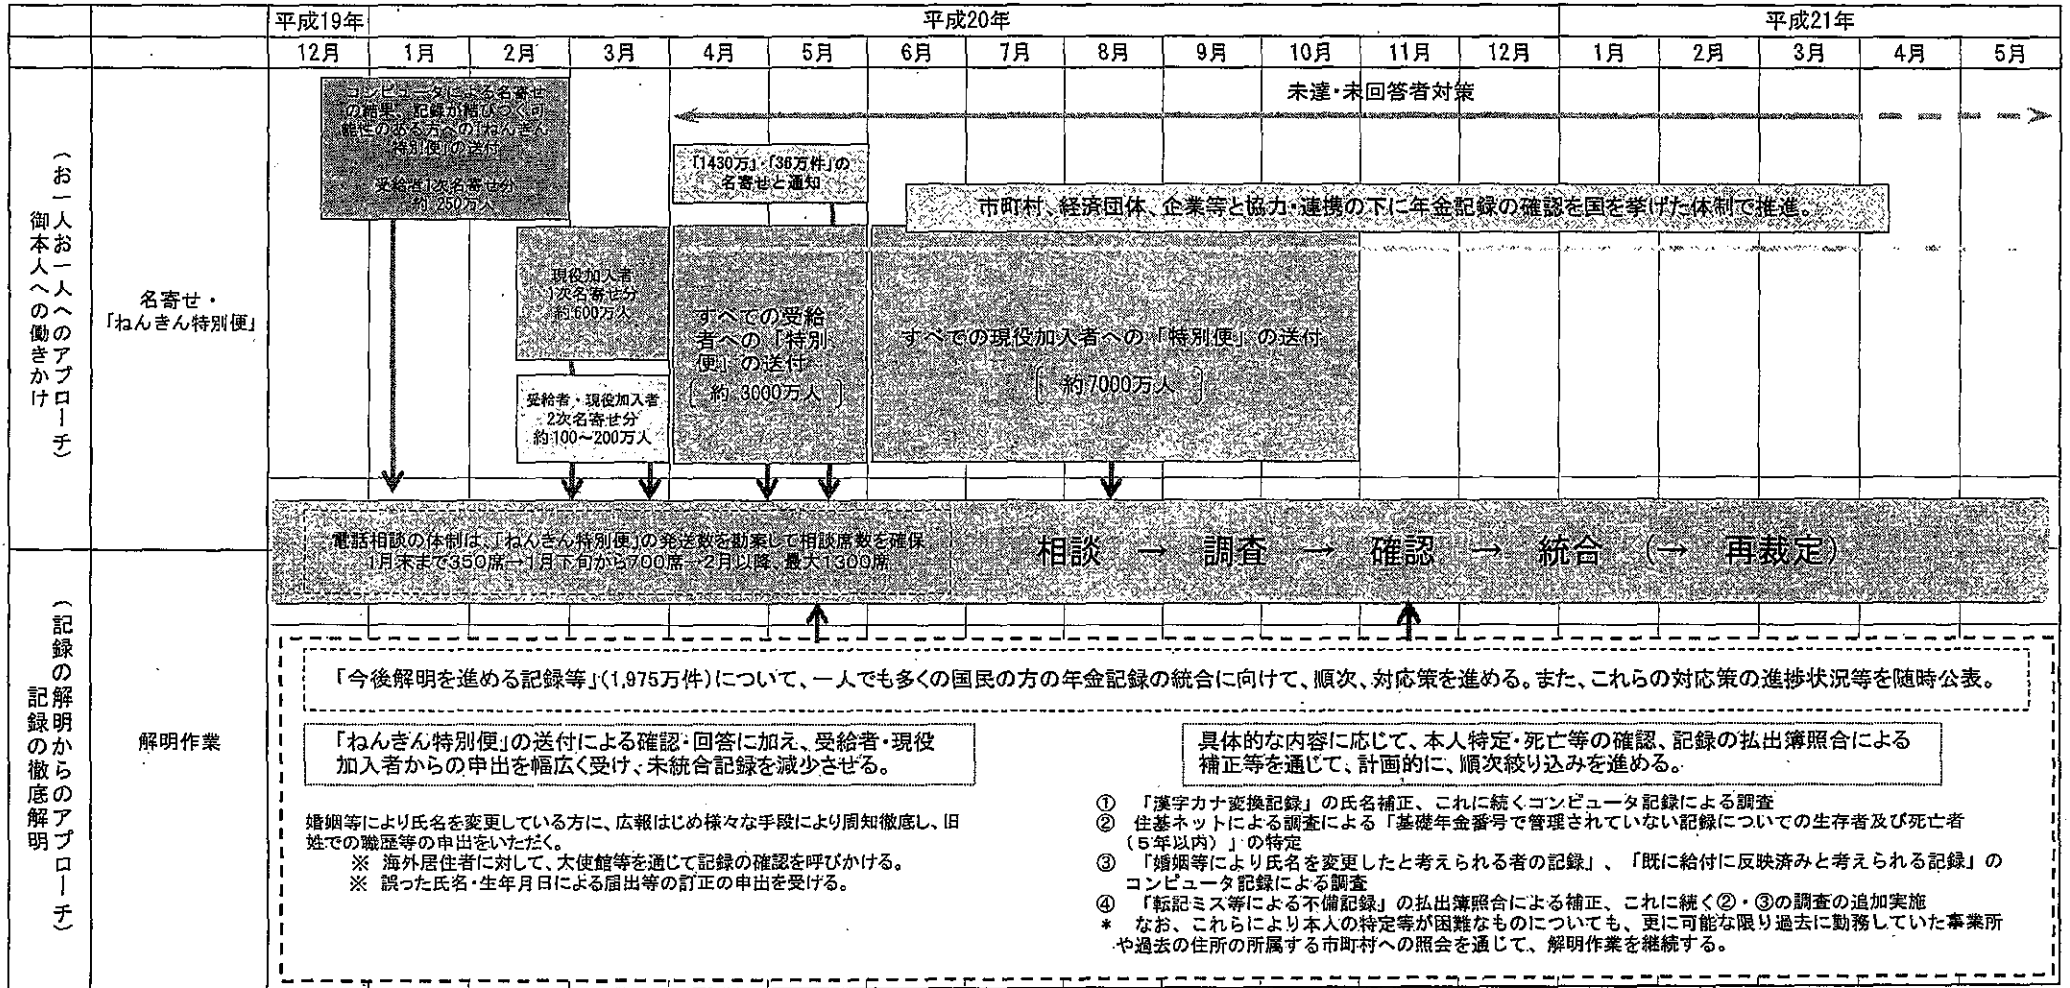 平成19年
平成20年
平成21年
12月
1月
2月
3月
4月
5月
6月
7月
8月
9月
10月
11月
12月
1月
2月
3月
4月
5月
（お一人お一人へのアプローチ）
御本人への働きかけ
名寄せ・
「ねんきん特別便」
コンピュータによる名寄せ
の結果、記録が結びつく可
能性のある方への「ねんきん
特別便」の送付
受給者1次名寄せ分
約 250万人
未達・未回答者対策
「1430万」・「36万件」の
名寄せと通知
市町村、経済団体、企業等と協力・連携の下に年金記録の確認を国を挙げた体制で推進。
現役加入者
1次名寄せ分
約600万人
すべての受給
者への「特別
便」の送付
約 3000万人
すべての現役加入者への「特別便」の送付
約7000万人
受給者・現役加入者
2次名寄せ分
約100～200万人
電話相談の体制は、「ねんきん特別便」の発送数を勘案して相談席数を確保
1月末まで350席→1月下旬から700席→2月以降、最大1300席
相談 → 調査 → 確認 → 統合 （→ 再裁定）
（記録の解明からのアプローチ）
記録の徹底解明
解明作業
「今後解明を進める記録等」（1,975万件）について、一人でも多くの国民の方の年金記録の統合に向けて、順次、対応策を進める。また、これらの対応策の進捗状況等を随時公表。
「ねんきん特別便」の送付による確認・回答に加え、受給者・現役
加入者からの申出を幅広く受け、未統合記録を減少させる。
婚姻等により氏名を変更している方に、広報はじめ様々な手段により周知徹底し、旧
姓での職歴等の申出をいただく。
※ 海外居住者に対して、大使館等を通じて記録の確認を呼びかける。
※ 誤った氏名・生年月日による届出等の訂正の申出を受ける。
具体的な内容に応じて、本人特定・死亡等の確認、記録の払出簿照合による
補正等を通じて、計画的に、順次絞り込みを進める。
① 「漢字カナ変換記録」の氏名補正、これに続くコンピュータ記録による調査
② 住基ネットによる調査による「基礎年金番号で管理されていない記録についての生存者及び死亡者
（５年以内）」の特定
③ 「婚姻等により氏名を変更したと考えられる者の記録」、「既に給付に反映済みと考えられる記録」の
コンピュータ記録による調査
④ 「転記ミス等による不備記録」の払出簿照合による補正、これに続く②・③の調査の追加実施
* なお、これらにより本人の特定等が困難なものについても、更に可能な限り過去に勤務していた事業所
や過去の住所の所属する市町村への照会を通じて、解明作業を継続する。